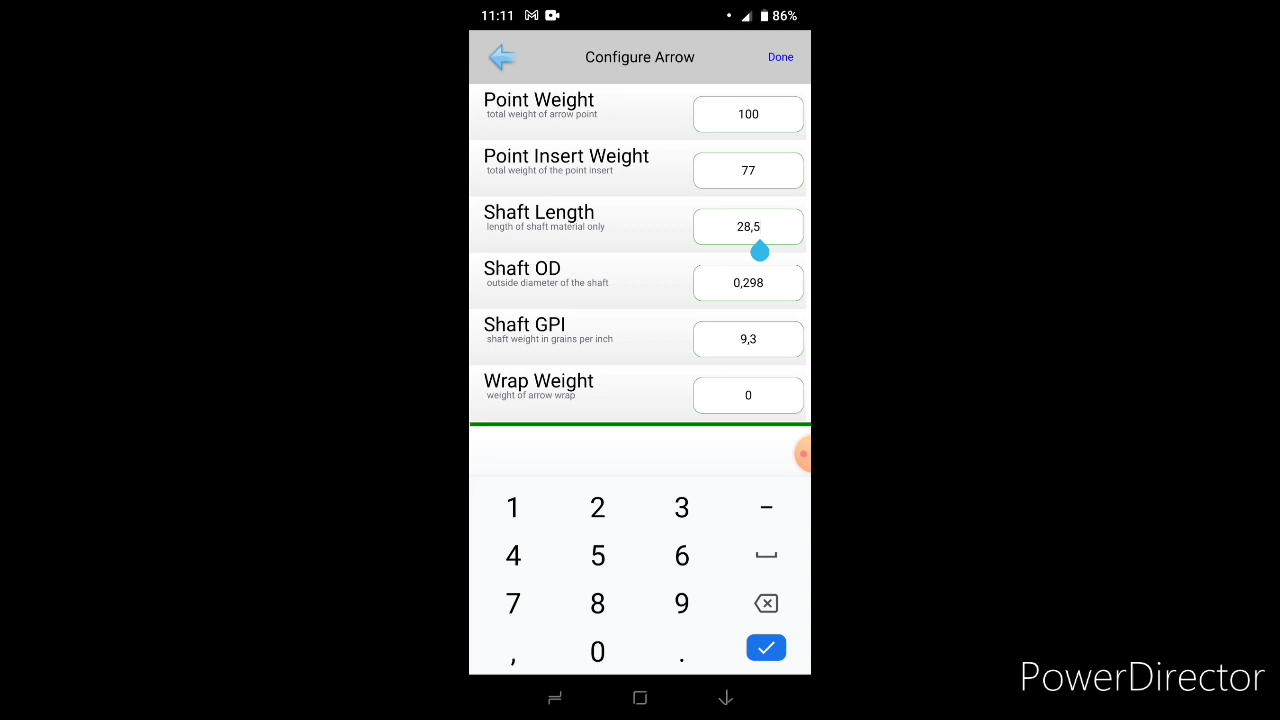 11:11 86%
Configure Arrow Done
Point Weight
total weight of arrow point
100
Point Insert Weight
total weight of the point insert
77
Shaft Length
length of shaft material only
28,5
Shaft OD
outside diameter of the shaft
0,298
Shaft GPI
shaft weight in grains per inch
9,3
Wrap Weight
weight of arrow wrap
0
1 2 3 -
4 5 6
7 8 9
, 0 .
PowerDirector